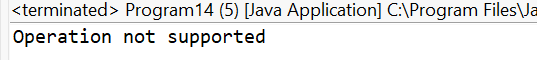 <terminated> Program14 (5) [Java Application] C:\Program Files\Ja
Operation not supported